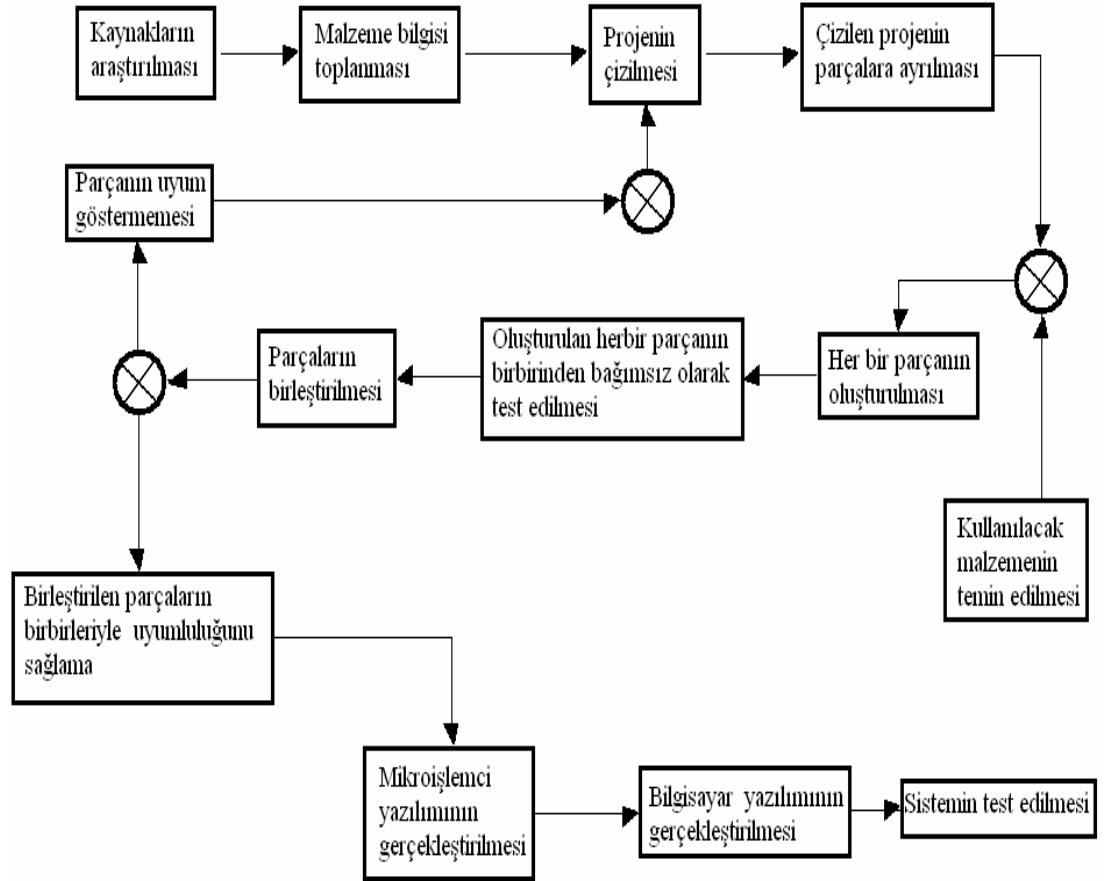 Kaynakların
araştırılması
Malzeme bilgisi
toplanması
Projenin
çizilmesi
Çizilen projenin
parçalara ayrılması
Parçanın uyum
göstermemesi
Parçaların
birleştirilmesi
Oluşturulan herbir parçanın
birbirinden bağımsız olarak
test edilmesi
Her bir parçanın
oluşturulması
Kullanılacak
malzemenin
temin edilmesi
Birleştirilen parçaların
birbirleriyle uyumluluğunu
sağlama
Mikroişlemci
yazılımının
gerçekleştirilmesi
Bilgisayar yazılımının
gerçekleştirilmesi
Sistemin test edilmesi